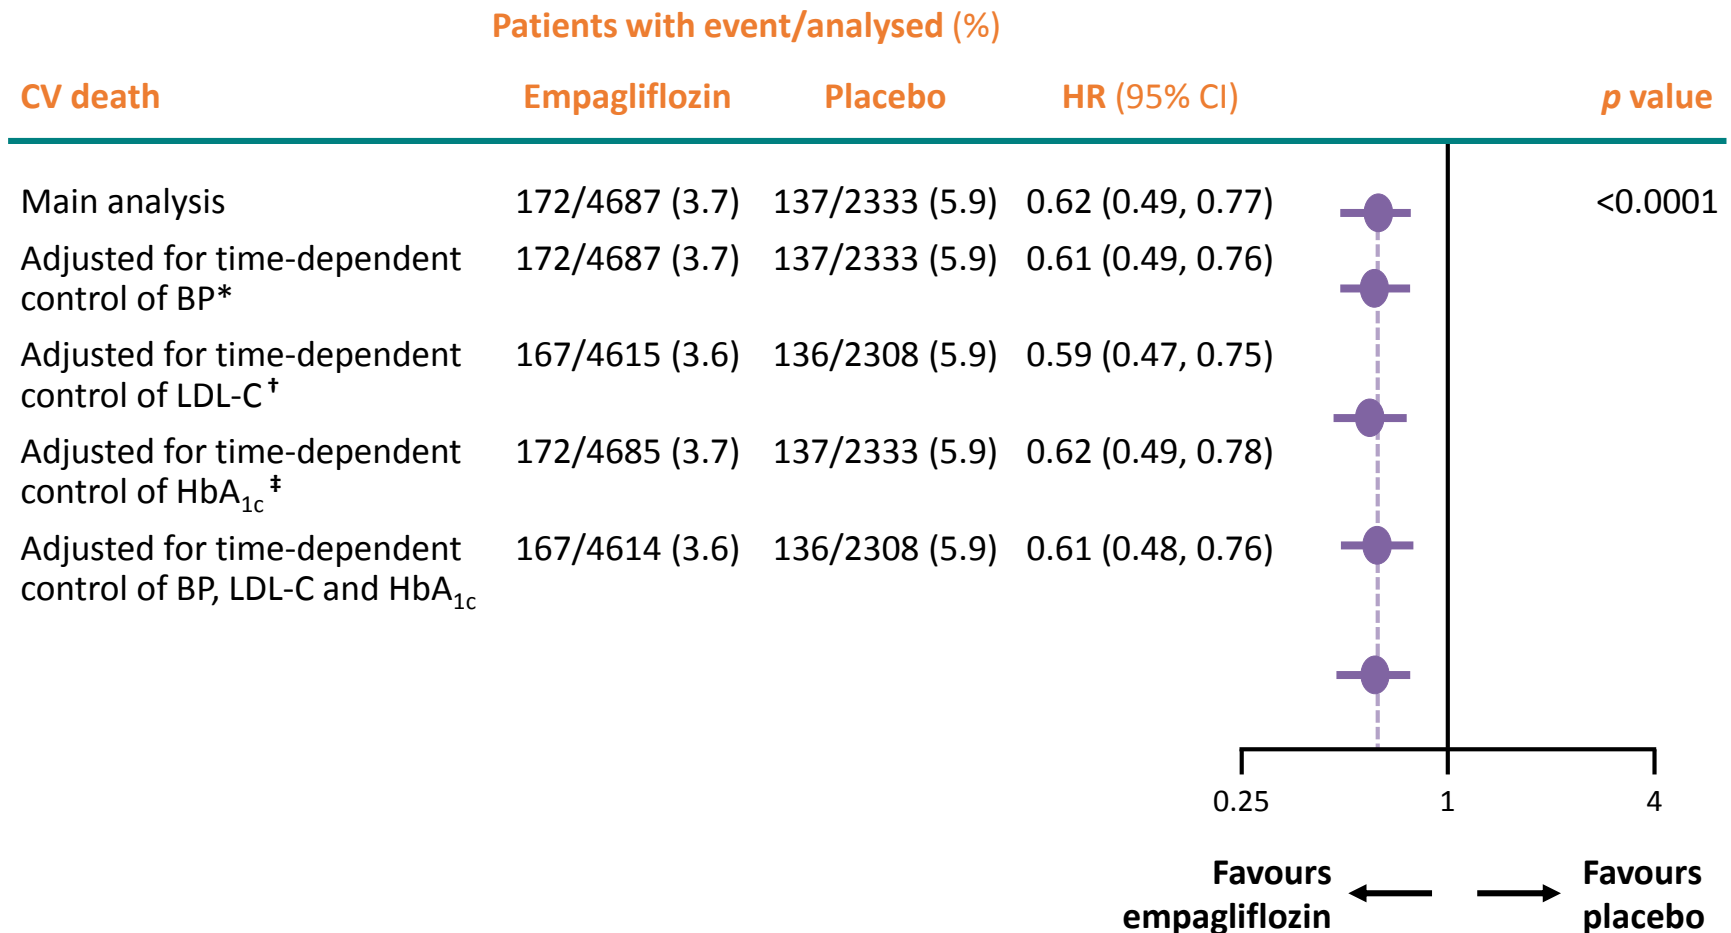 Patients with event/analysed (%)
CV death Empagliflozin Placebo HR (95% CI) p value
Main analysis 172/4687 (3.7) 137/2333 (5.9) 0.62 (0.49, 0.77) <0.0001
Adjusted for time-dependent 172/4687 (3.7) 137/2333 (5.9) 0.61 (0.49, 0.76)
control of BP*
Adjusted for time-dependent 167/4615 (3.6) 136/2308 (5.9) 0.59 (0.47, 0.75)
control of LDL-C†
Adjusted for time-dependent 172/4685 (3.7) 137/2333 (5.9) 0.62 (0.49, 0.78)
control of HbA1c‡
Adjusted for time-dependent 167/4614 (3.6) 136/2308 (5.9) 0.61 (0.48, 0.76)
control of BP, LDL-C and HbA1c
0.25 1 4
Favours Favours
empagliflozin placebo